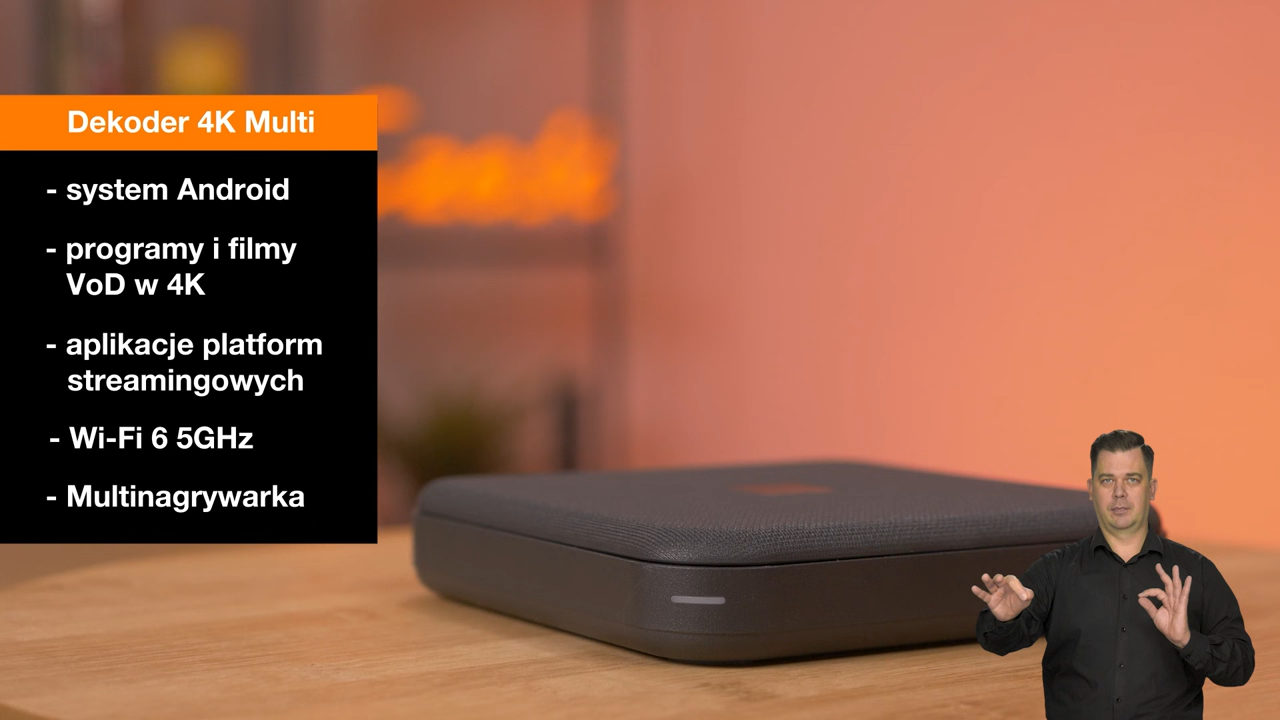 Dekoder 4K Multi
- system Android
- programy i filmy
VoD w 4K
- aplikacje platform
streamingowych
- Wi-Fi 6 5GHz
- Multinagrywarka